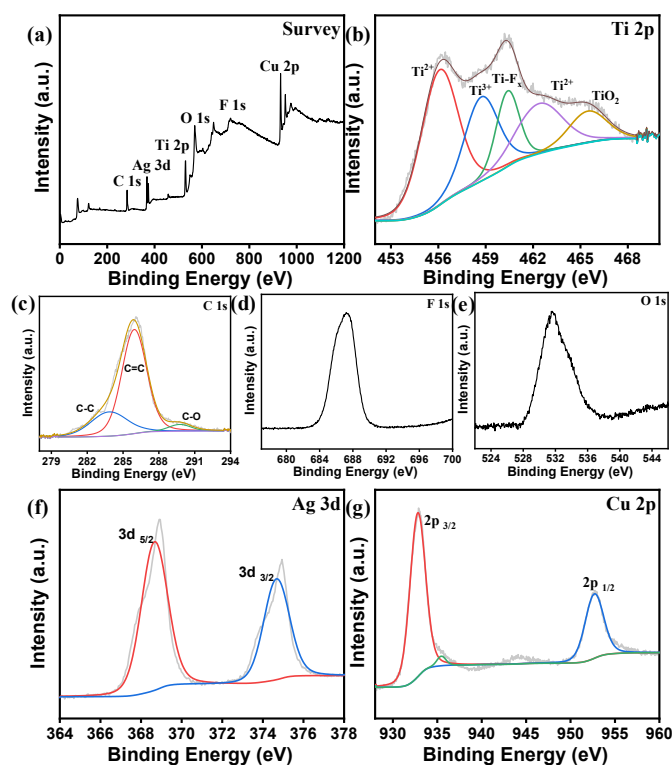 (a)
Survey
Cu 2p
F 1s
O 1s
Ti 2p
Ag 3d
C 1s
Intensity (a.u.)
0 200 400 600 800 1000 1200
Binding Energy (eV)
(b)
Ti 2p
Ti2+
Ti3+
Ti-Fx
Ti2+
TiO2
Intensity (a.u.)
453 456 459 462 465 468
Binding Energy (eV)
(c)
C 1s
C=C
C-C
C-O
Intensity (a.u.)
279 282 285 288 291 294
Binding Energy (eV)
(d)
F 1s
Intensity (a.u.)
680 684 688 692 696 700
Binding Energy (eV)
(e)
O 1s
Intensity (a.u.)
522 528 532 540 544
Binding Energy (eV)
(f)
Ag 3d
3d 5/2
3d 3/2
Intensity (a.u.)
364 366 368 370 372 374 376 378
Binding Energy (eV)
(g)
Cu 2p
2p 3/2
2p 1/2
Intensity (a.u.)
930 935 940 945 950 955 960
Binding Energy (eV)